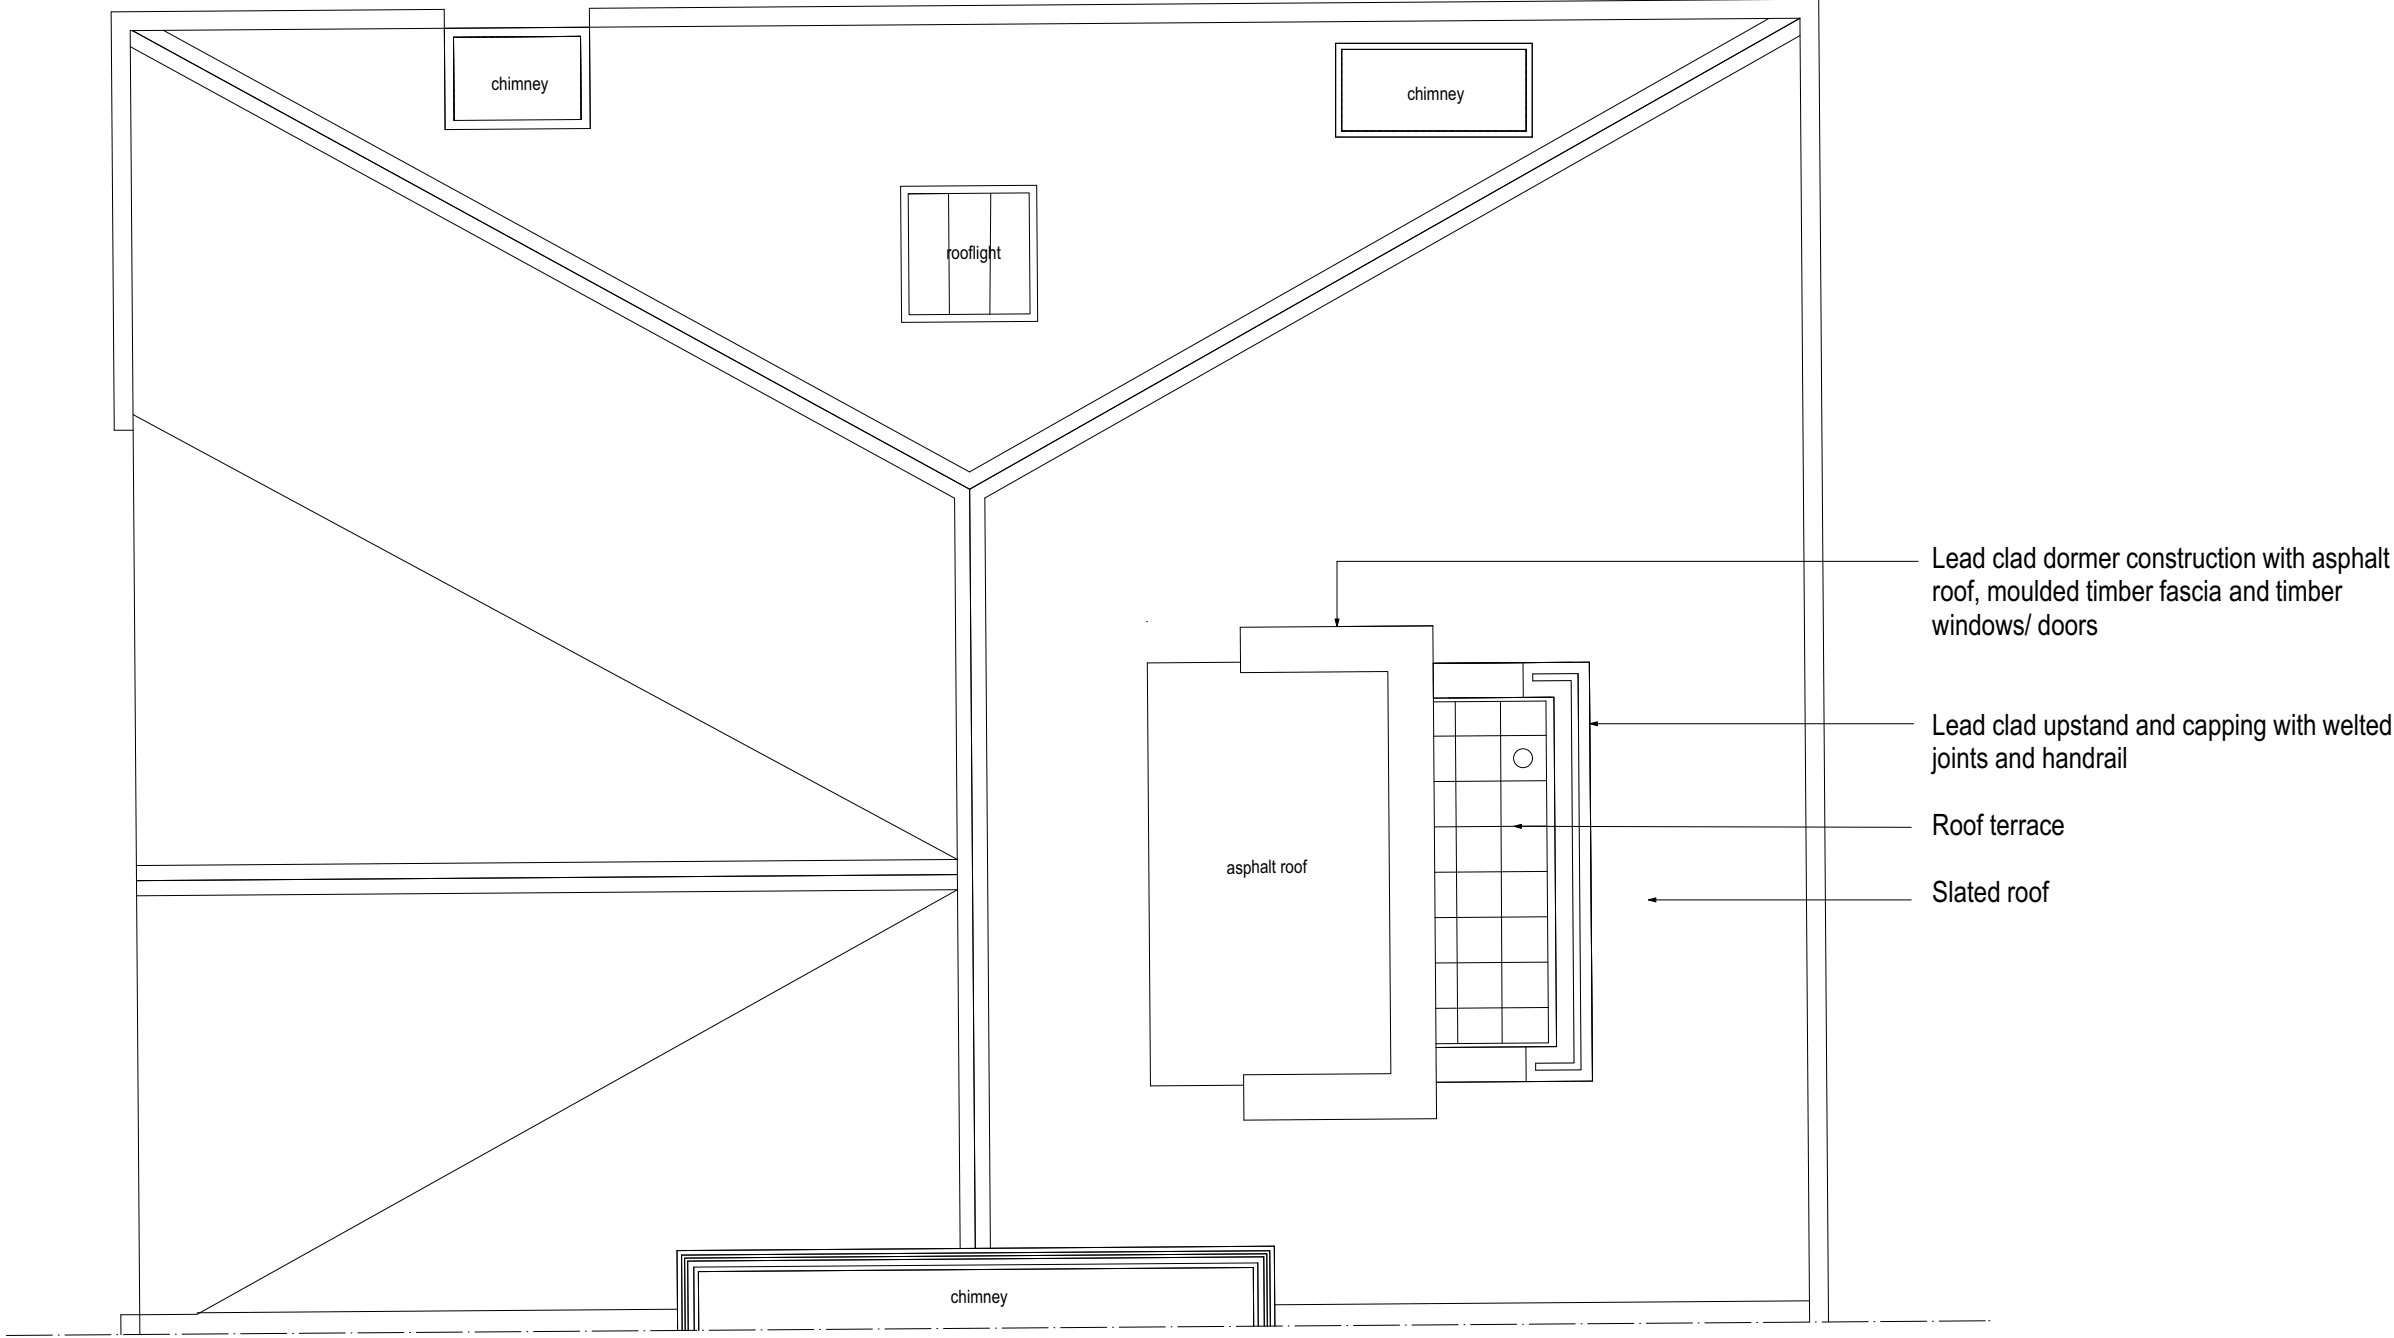 chimney
chimney
rooflight
Lead clad dormer construction with asphalt
roof, moulded timber fascia and timber
windows/ doors
Lead clad upstand and capping with welted
joints and handrail
Roof terrace
asphalt roof
Slated roof
chimney